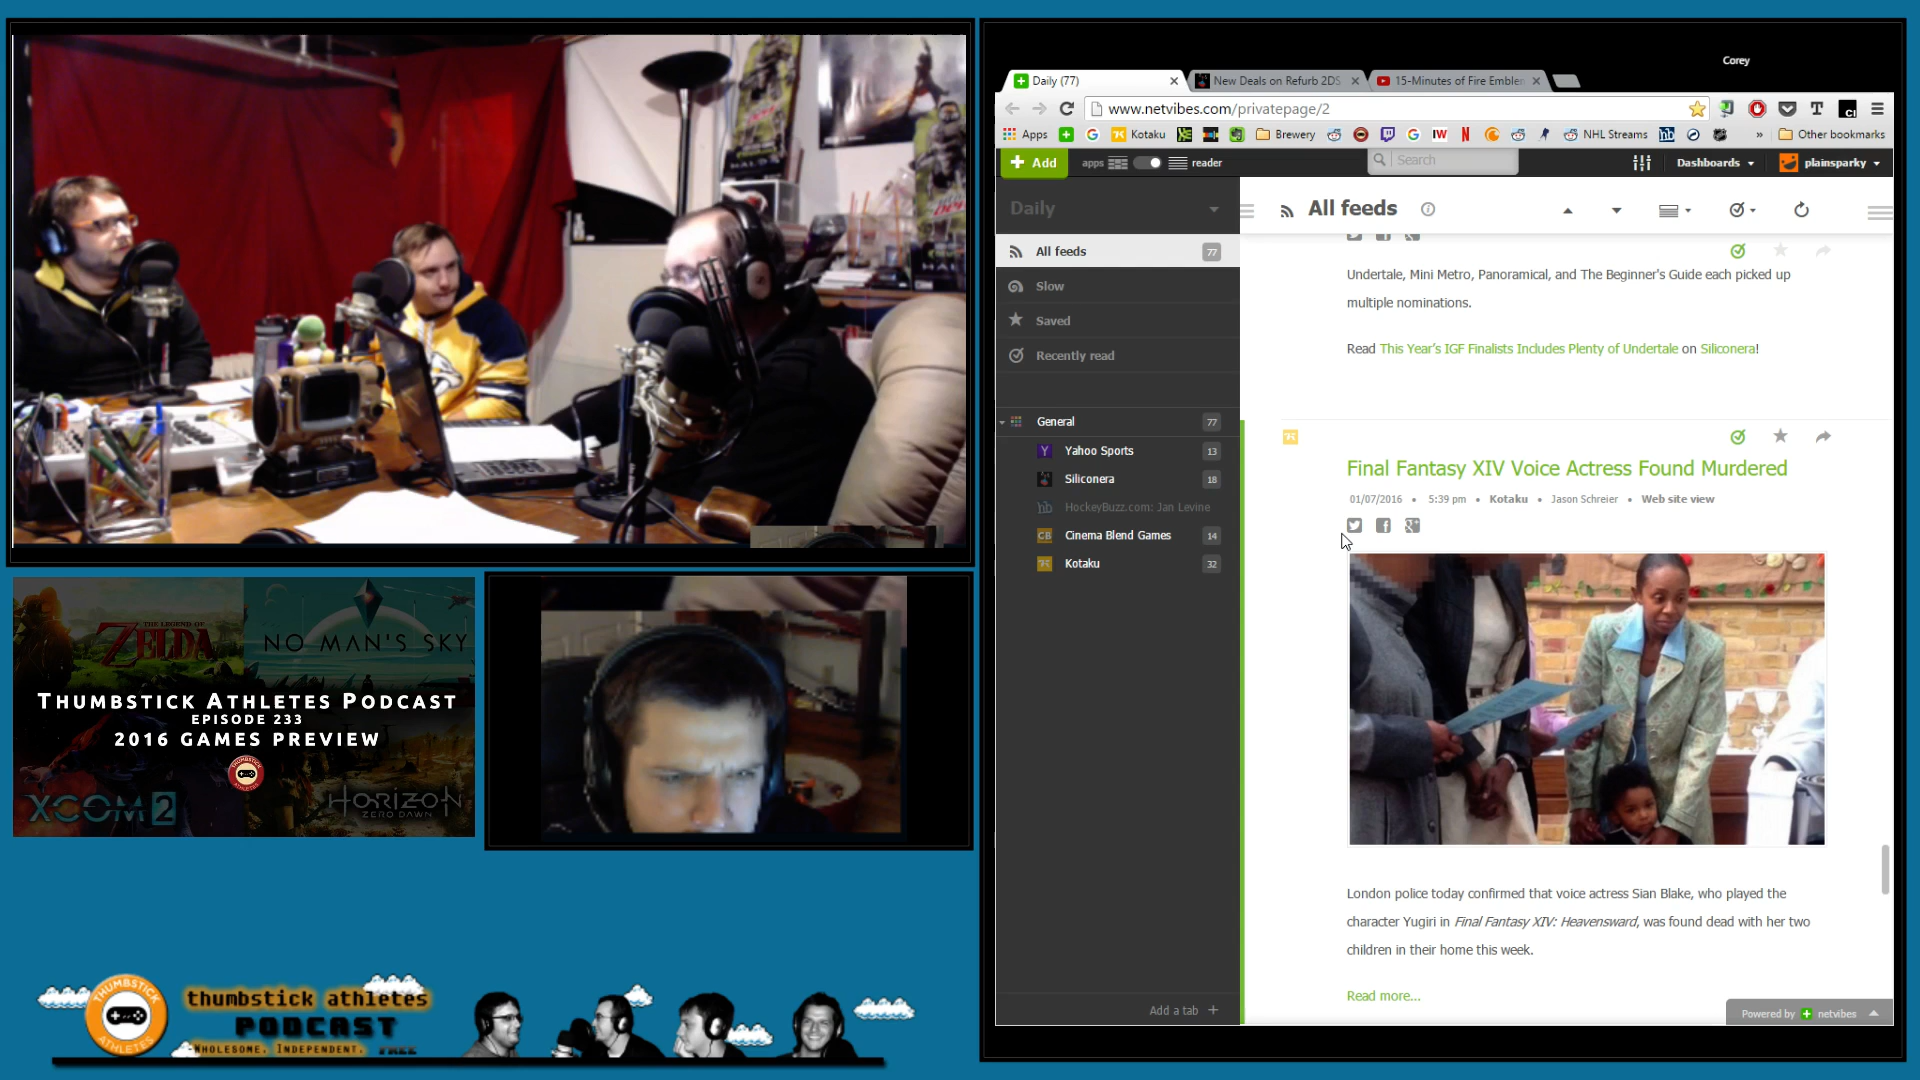 THE LEGEND OF
ZELDA
NO MAN'S SKY
THUMBSTICK ATHLETES PODCAST
EPISODE 233
2016 GAMES PREVIEW
XCOM 2
HORIZON
ZERO DAWN
THUMBSTICK
ATHLETES
thumbstick athletes
PODCAST
WHOLESOME. INDEPENDENT. FREE
Corey
Daily (77)
New Deals on Refurb 2DS
15-Minutes of Fire Emblem
www.netvibes.com/privatepage/2
Apps
Kotaku
Brewery
IW
NHL Streams
»
Other bookmarks
+ Add
apps
reader
Search
Dashboards
plainsparky
Daily
All feeds
77
Slow
Saved
Recently read
General
77
Yahoo Sports
13
Siliconera
18
HockeyBuzz.com: Jan Levine
Cinema Blend Games
14
Kotaku
32
Add a tab +
All feeds
Undertale, Mini Metro, Panoramical, and The Beginner's Guide each picked up
multiple nominations.
Read This Year's IGF Finalists Includes Plenty of Undertale on Siliconera!
Final Fantasy XIV Voice Actress Found Murdered
01/07/2016 • 5:39 pm • Kotaku • Jason Schreier • Web site view
London police today confirmed that voice actress Sian Blake, who played the
character Yugiri in Final Fantasy XIV: Heavensward, was found dead with her two
children in their home this week.
Read more...
Powered by netvibes